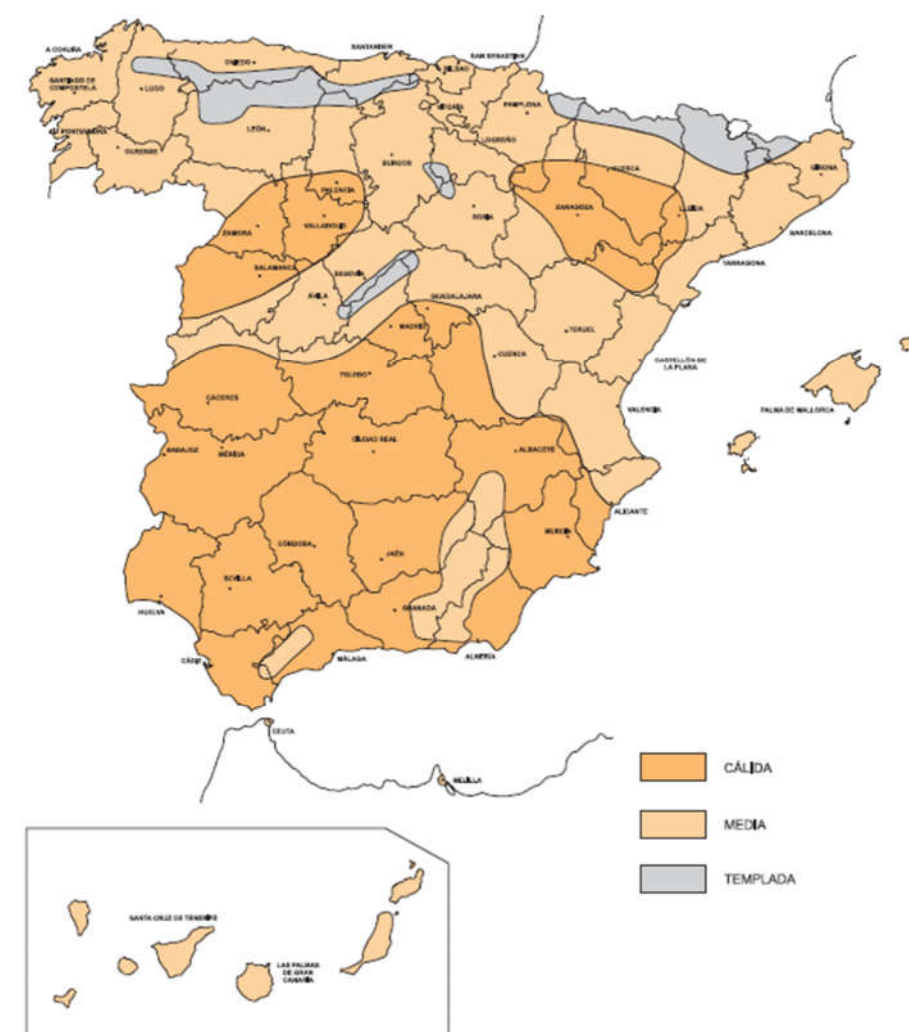 A CORUÑA
SANTIAGO DE
COMPOSTELA
LUGO
OVIEDO
SANTANDER
SAN SEBASTIÁN
BILBAO
VITORIA
PAMPLONA
PONTEVEDRA
OURENSE
LEÓN
BURGOS
LOGROÑO
HUESCA
GIRONA
PALENCIA
ZAMORA
VALLADOLID
SORIA
ZARAGOZA
LLEIDA
BARCELONA
TARRAGONA
SALAMANCA
SEGOVIA
ÁVILA
GUADALAJARA
MADRID
TERUEL
CUENCA
CASTELLÓN DE
LA PLANA
TOLEDO
CÁCERES
VALENCIA
PALMA DE MALLORCA
BADAJOZ
MÉRIDA
CIUDAD REAL
ALBACETE
ALICANTE
MURCIA
CÓRDOBA
JAÉN
SEVILLA
HUELVA
GRANADA
CÁDIZ
MÁLAGA
ALMERÍA
CEUTA
MELILLA
CÁLIDA
MEDIA
TEMPLADA
SANTA CRUZ DE TENERIFE
LAS PALMAS
DE GRAN
CANARIA